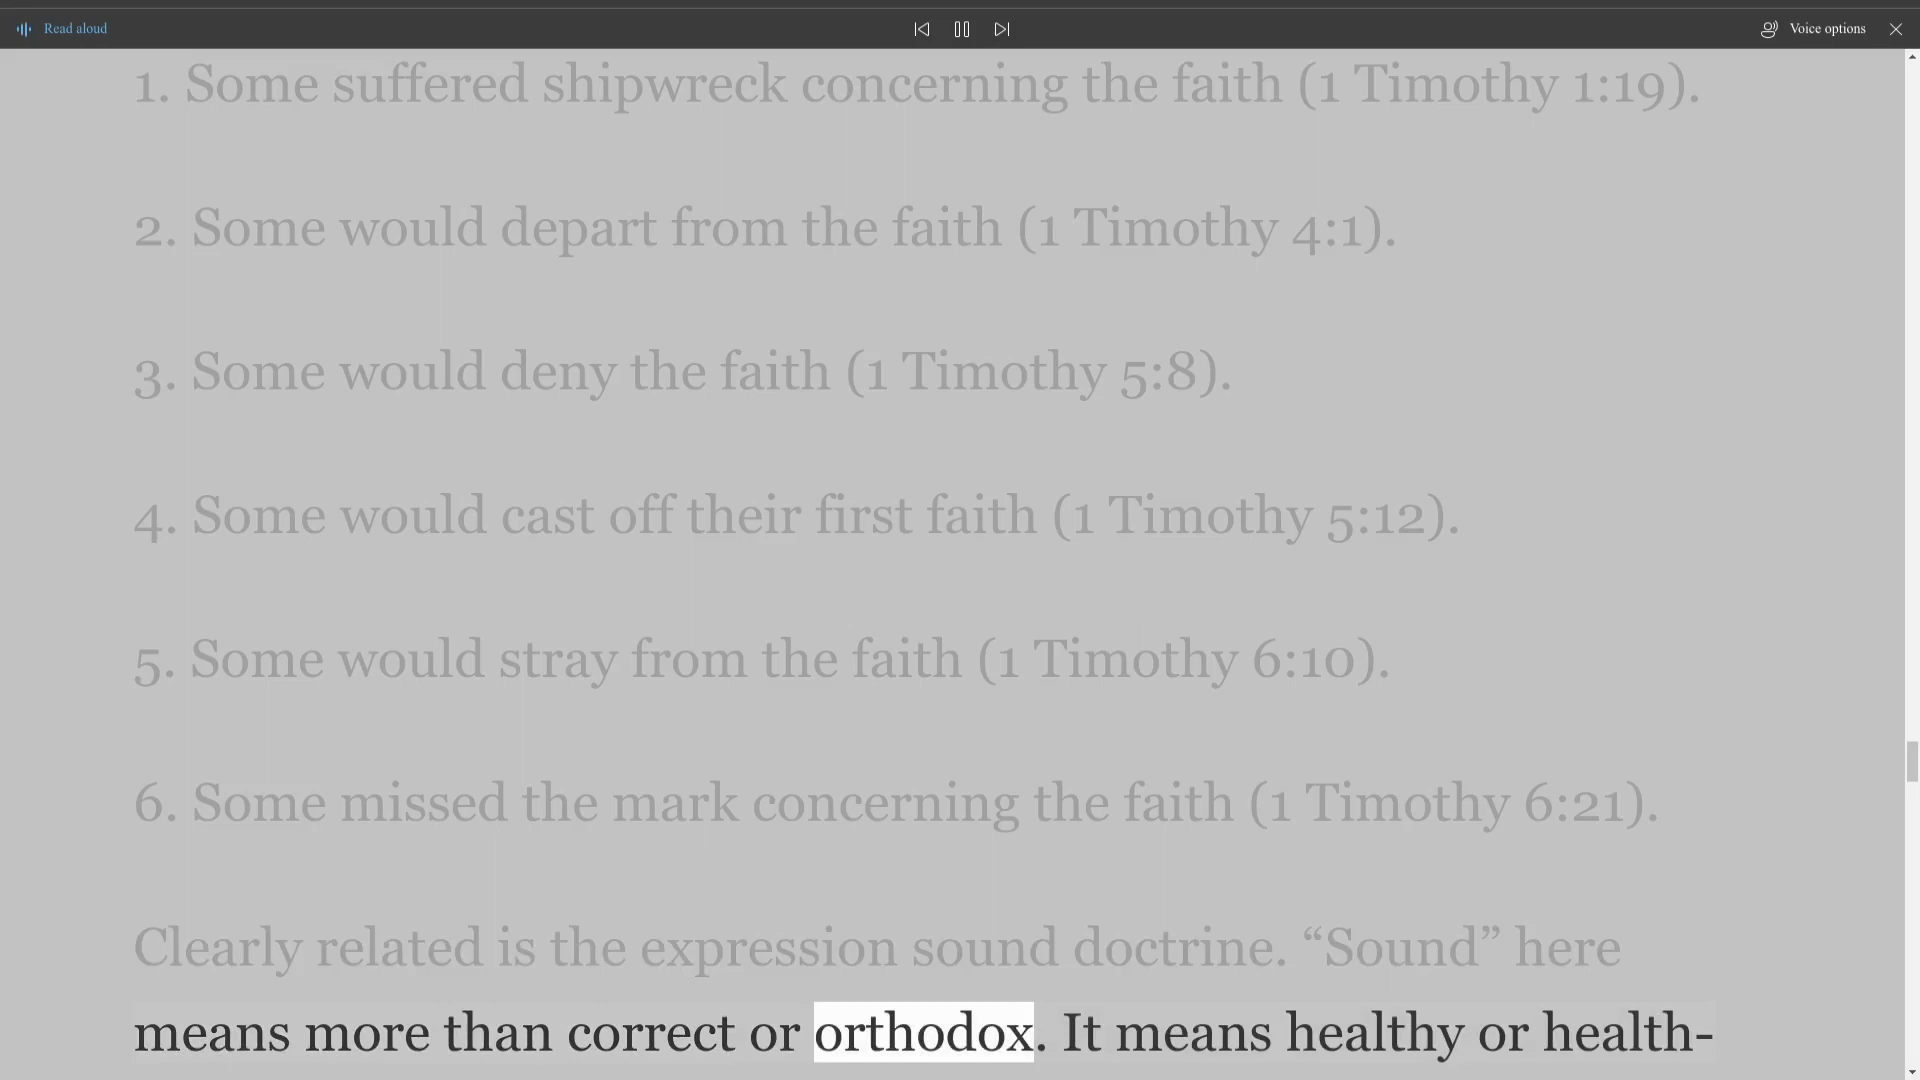 Read aloud
Voice options
1. Some suffered shipwreck concerning the faith (1 Timothy 1:19).
2. Some would depart from the faith (1 Timothy 4:1).
3. Some would deny the faith (1 Timothy 5:8).
4. Some would cast off their first faith (1 Timothy 5:12).
5. Some would stray from the faith (1 Timothy 6:10).
6. Some missed the mark concerning the faith (1 Timothy 6:21).
Clearly related is the expression sound doctrine. “Sound” here
means more than correct or orthodox. It means healthy or health-